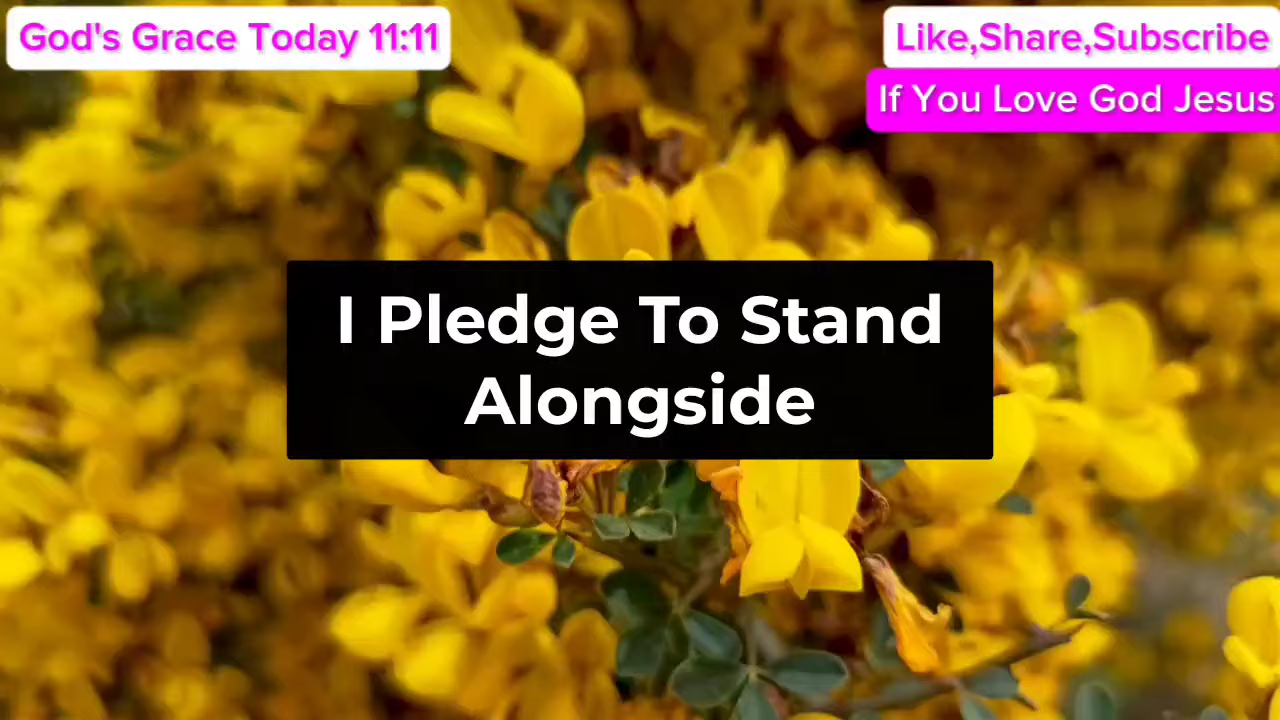 God's Grace Today 11:11
Like,Share,Subscribe
If You Love God Jesus
I Pledge To Stand
Alongside